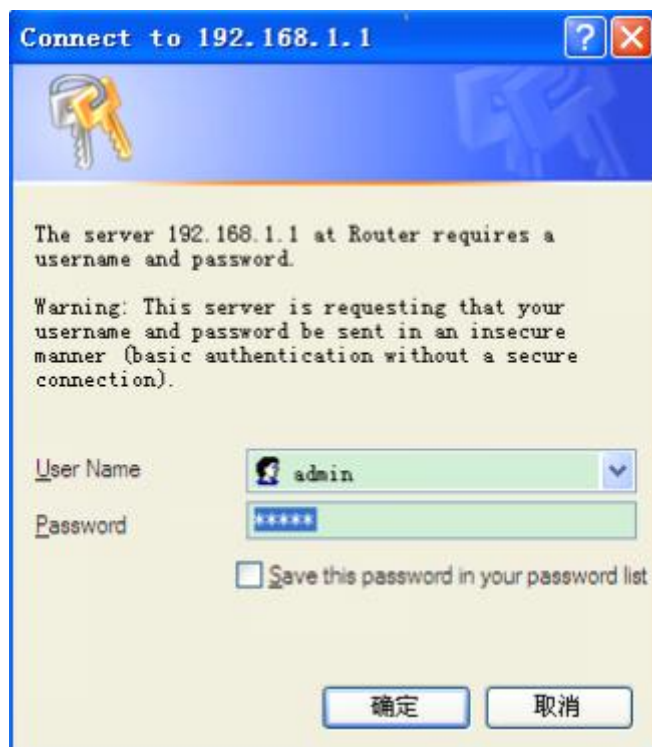 Connect to 192.168.1.1
The server 192.168.1.1 at Router requires a
username and password.
Warning: This server is requesting that your
username and password be sent in an insecure
manner (basic authentication without a secure
connection).
User Name
admin
Password
*****
Save this password in your password list
确定
取消